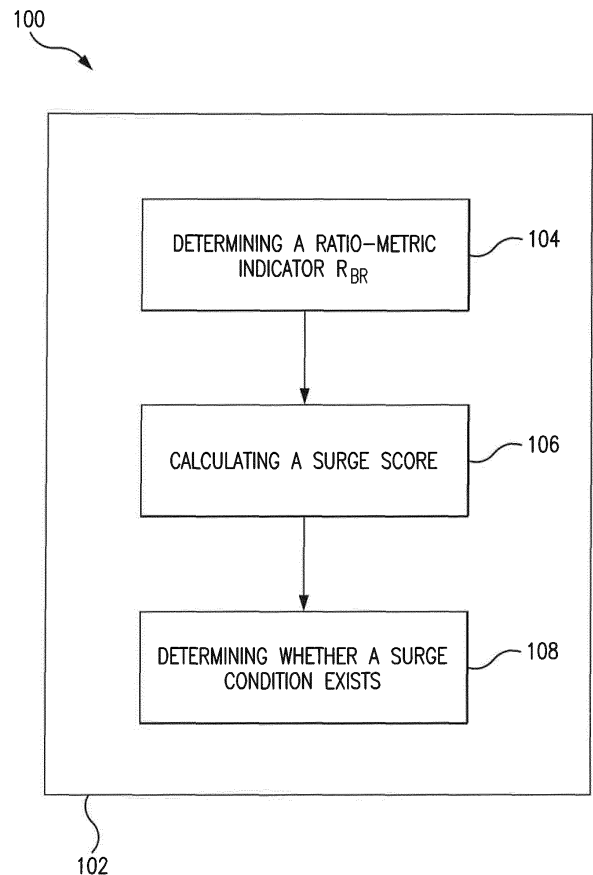 100
DETERMINING A RATIO-METRIC
INDICATOR R_BR
104
CALCULATING A SURGE SCORE
106
DETERMINING WHETHER A SURGE
CONDITION EXISTS
108
102